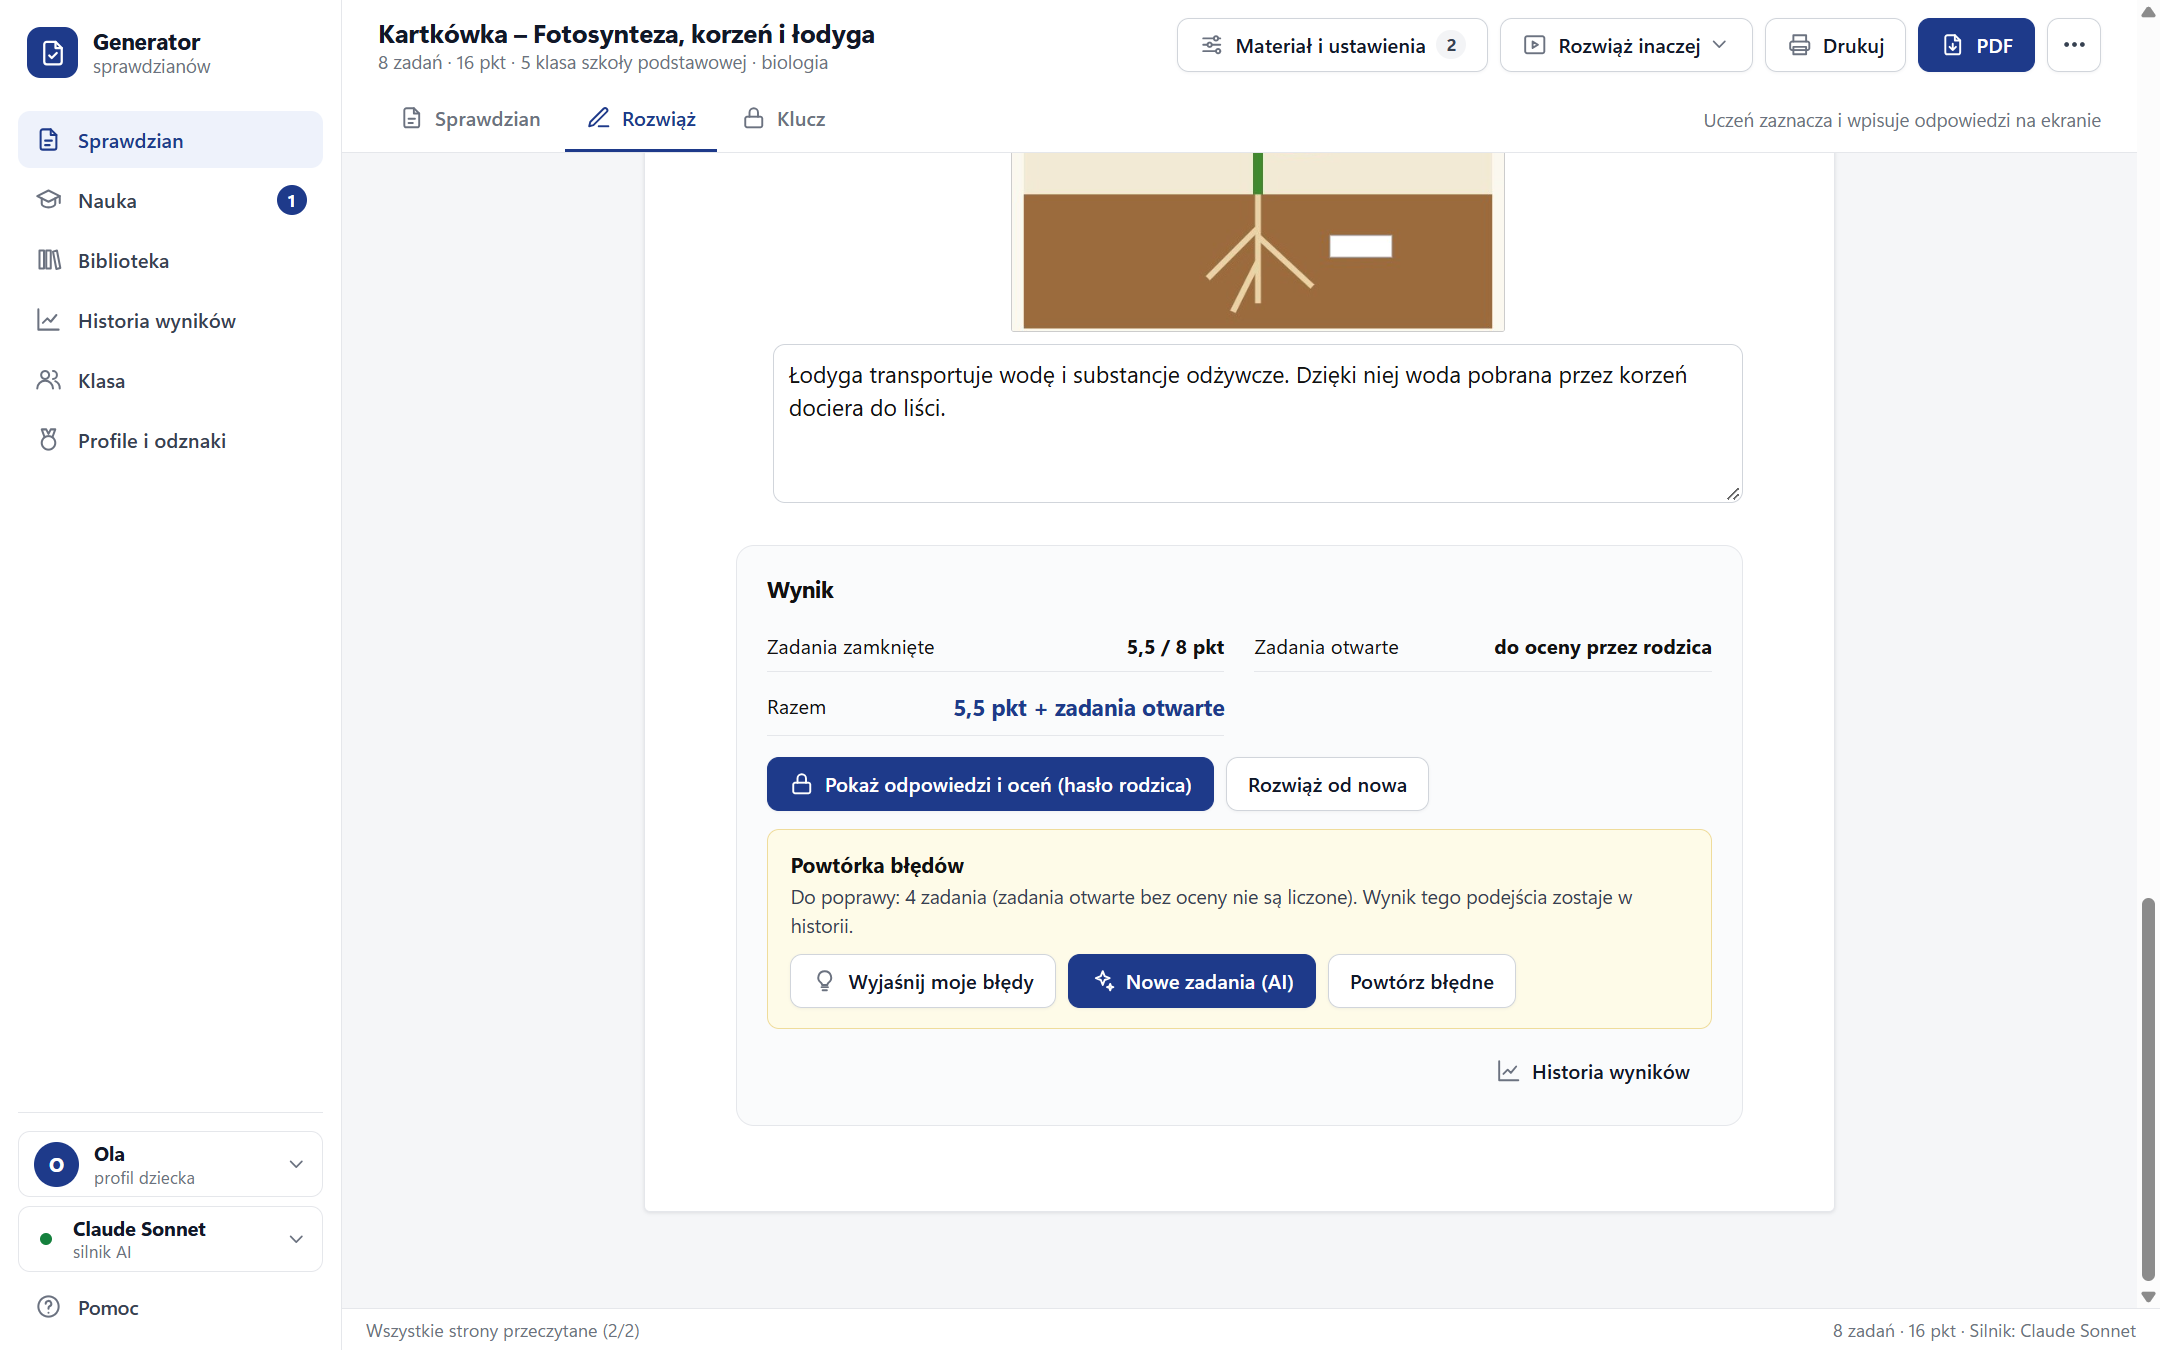 Generator
sprawdzianów
Sprawdzian
Nauka
1
Biblioteka
Historia wyników
Klasa
Profile i odznaki
O
Ola
profil dziecka
Claude Sonnet
silnik AI
Pomoc
Kartkówka – Fotosynteza, korzeń i łodyga
8 zadań · 16 pkt · 5 klasa szkoły podstawowej · biologia
Materiał i ustawienia 2
Rozwiąż inaczej
Drukuj
PDF
Sprawdzian
Rozwiąż
Klucz
Uczeń zaznacza i wpisuje odpowiedzi na ekranie
Łodyga transportuje wodę i substancje odżywcze. Dzięki niej woda pobrana przez korzeń
dociera do liści.
Wynik
Zadania zamknięte 5,5 / 8 pkt
Zadania otwarte do oceny przez rodzica
Razem 5,5 pkt + zadania otwarte
Pokaż odpowiedzi i oceń (hasło rodzica)
Rozwiąż od nowa
Powtórka błędów
Do poprawy: 4 zadania (zadania otwarte bez oceny nie są liczone). Wynik tego podejścia zostaje w
historii.
Wyjaśnij moje błędy
Nowe zadania (AI)
Powtórz błędne
Historia wyników
Wszystkie strony przeczytane (2/2)
8 zadań · 16 pkt · Silnik: Claude Sonnet